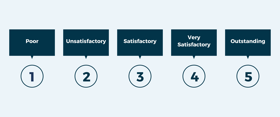 Poor
Unsatisfactory
Satisfactory
Very
Satisfactory
Outstanding
1
2
3
4
5